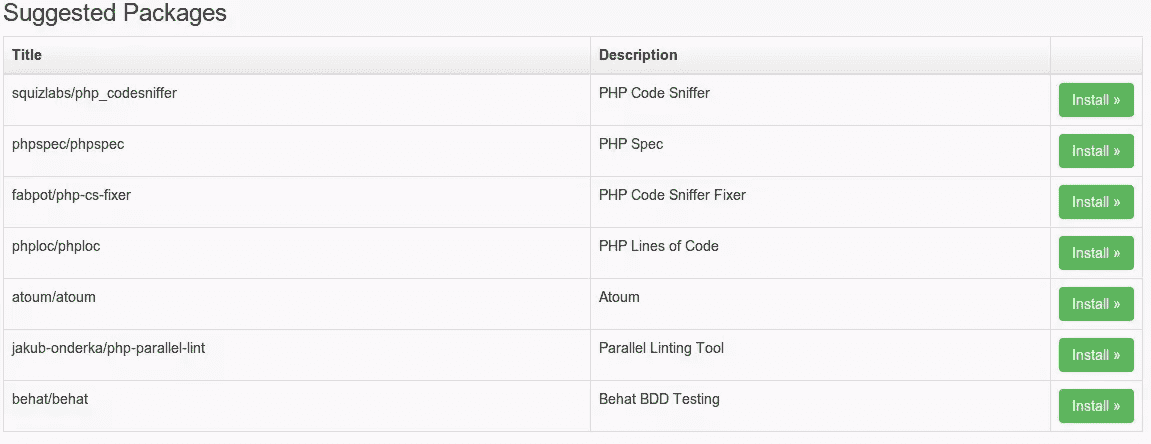 Suggested Packages
Title Description
squizlabs/php_codesniffer PHP Code Sniffer Install »
phpspec/phpspec PHP Spec Install »
fabpot/php-cs-fixer PHP Code Sniffer Fixer Install »
phploc/phploc PHP Lines of Code Install »
atoum/atoum Atoum Install »
jakub-onderka/php-parallel-lint Parallel Linting Tool Install »
behat/behat Behat BDD Testing Install »